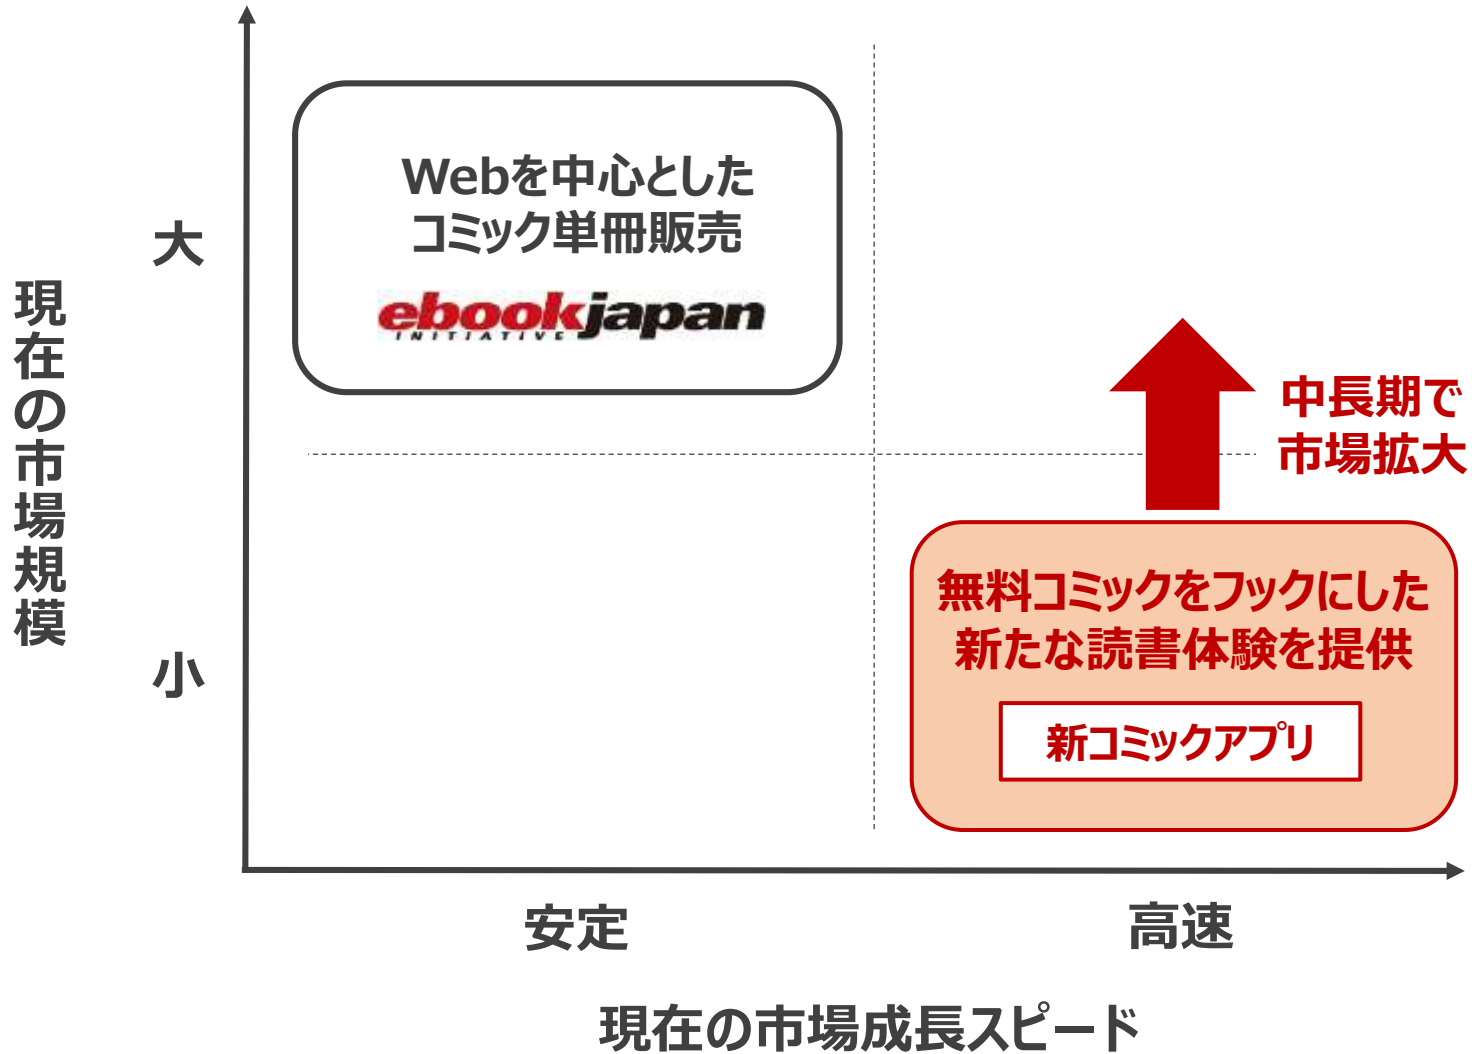 現在の市場規模
大
小
Webを中心とした
コミック単冊販売
ebookjapan
INITIATIVE
中長期で
市場拡大
無料コミックをフックにした
新たな読書体験を提供
新コミックアプリ
安定
高速
現在の市場成長スピード